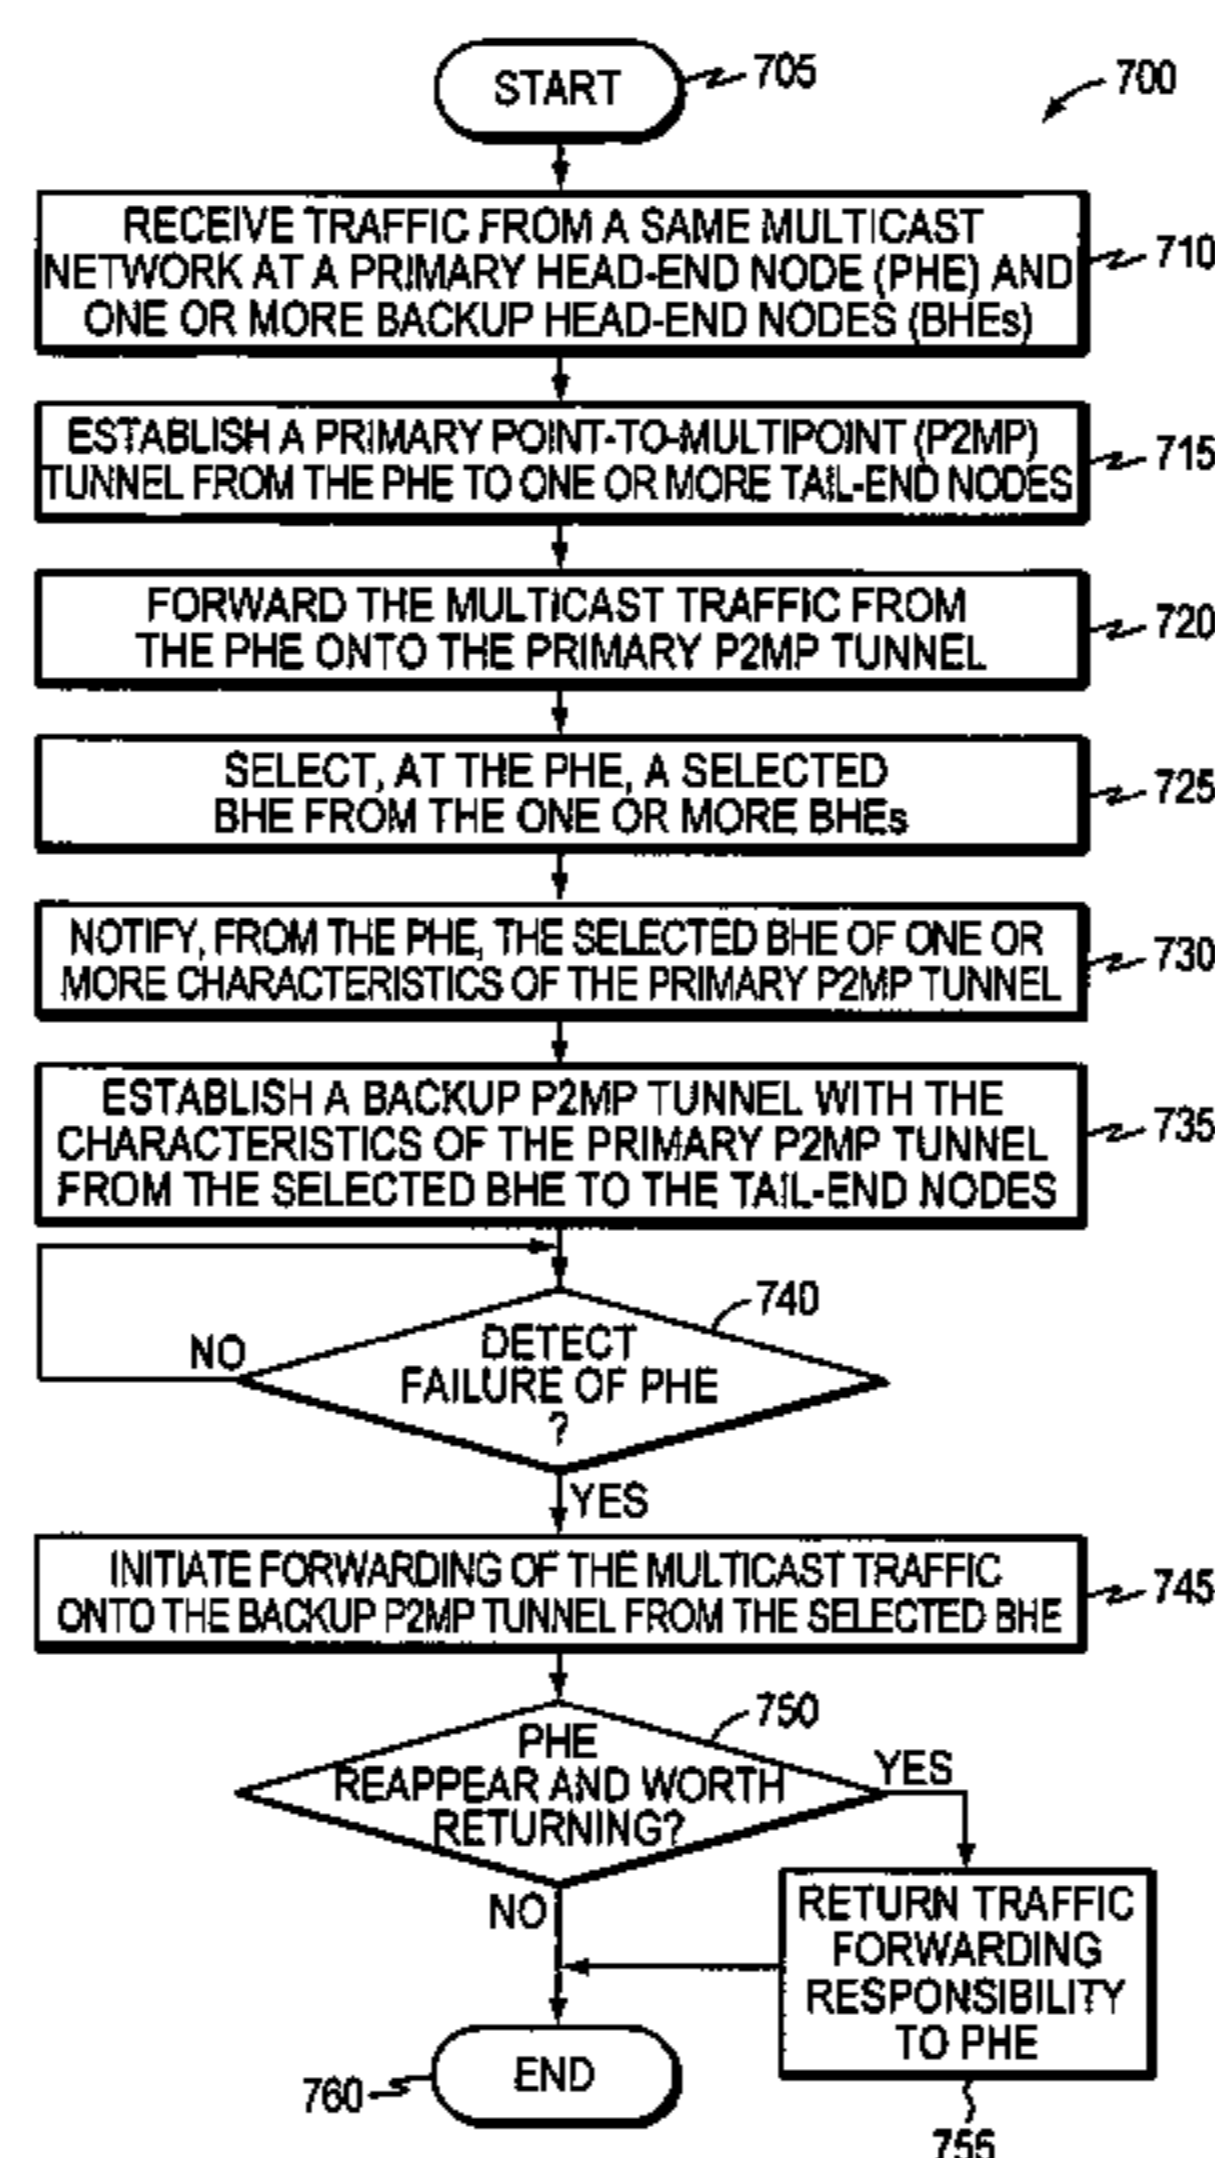 START
705
700
RECEIVE TRAFFIC FROM A SAME MULTICAST
NETWORK AT A PRIMARY HEAD-END NODE (PHE) AND
ONE OR MORE BACKUP HEAD-END NODES (BHEs)
710
ESTABLISH A PRIMARY POINT-TO-MULTIPOINT (P2MP)
TUNNEL FROM THE PHE TO ONE OR MORE TAIL-END NODES
715
FORWARD THE MULTICAST TRAFFIC FROM
THE PHE ONTO THE PRIMARY P2MP TUNNEL
720
SELECT, AT THE PHE, A SELECTED
BHE FROM THE ONE OR MORE BHEs
725
NOTIFY, FROM THE PHE, THE SELECTED BHE OF ONE OR
MORE CHARACTERISTICS OF THE PRIMARY P2MP TUNNEL
730
ESTABLISH A BACKUP P2MP TUNNEL WITH THE
CHARACTERISTICS OF THE PRIMARY P2MP TUNNEL
FROM THE SELECTED BHE TO THE TAIL-END NODES
735
740
DETECT
FAILURE OF PHE
?
NO
YES
INITIATE FORWARDING OF THE MULTICAST TRAFFIC
ONTO THE BACKUP P2MP TUNNEL FROM THE SELECTED BHE
745
750
PHE
REAPPEAR AND WORTH
RETURNING?
YES
NO
RETURN TRAFFIC
FORWARDING
RESPONSIBILITY
TO PHE
755
END
760